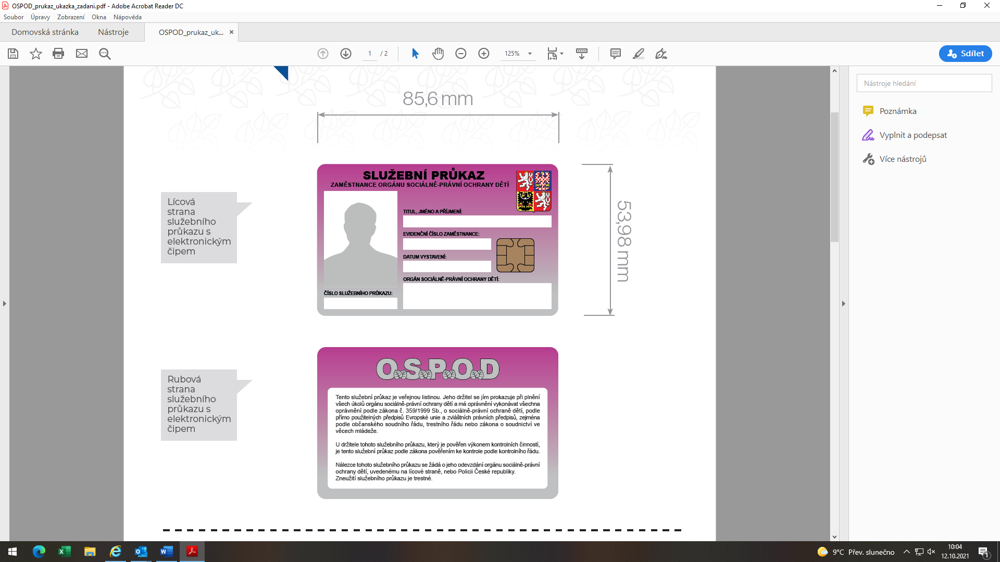 OSPOD_prukaz_ukazka_zadani.pdf - Adobe Acrobat Reader DC
Soubor Úpravy Zobrazení Okna Nápověda
Domovská stránka Nástroje OSPOD_prukaz_uk... ×
1 / 2 125% Sdílet
Nástroje hledání
Poznámka
Vyplnit a podepsat
Více nástrojů
85,6 mm
53,98 mm
Lícová
strana
služebního
průkazu s
elektronickým
čipem
SLUŽEBNÍ PRŮKAZ
ZAMĚSTNANCE ORGÁNU SOCIÁLNĚ-PRÁVNÍ OCHRANY DĚTÍ
TITUL, JMÉNO A PŘÍJMENÍ:
EVIDENČNÍ ČÍSLO ZAMĚSTNANCE:
DATUM VYSTAVENÍ:
ORGÁN SOCIÁLNĚ-PRÁVNÍ OCHRANY DĚTÍ:
ČÍSLO SLUŽEBNÍHO PRŮKAZU:
Rubová
strana
služebního
průkazu s
elektronickým
čipem
O.S.P.O.D
Tento služební průkaz je veřejnou listinou. Jeho držitel se jím prokazuje při plnění
všech úkolů orgánu sociálně-právní ochrany dětí a má oprávnění vykonávat všechna
oprávnění podle zákona č. 359/1999 Sb., o sociálně-právní ochraně dětí, podle
přímo použitelných předpisů Evropské unie a zvláštních právních předpisů, zejména
podle občanského soudního řádu, trestního řádu nebo zákona o soudnictví ve
věcech mládeže.
U držitele tohoto služebního průkazu, který je pověřen výkonem kontrolních činností,
je tento služební průkaz podle zákona pověřením ke kontrole podle kontrolního řádu.
Nálezce tohoto služebního průkazu se žádá o jeho odevzdání orgánu sociálně-právní
ochrany dětí, uvedenému na lícové straně, nebo Policii České republiky.
Zneužití služebního průkazu je trestné.
9°C Přev. slunečno
10:04
12.10.2021
1